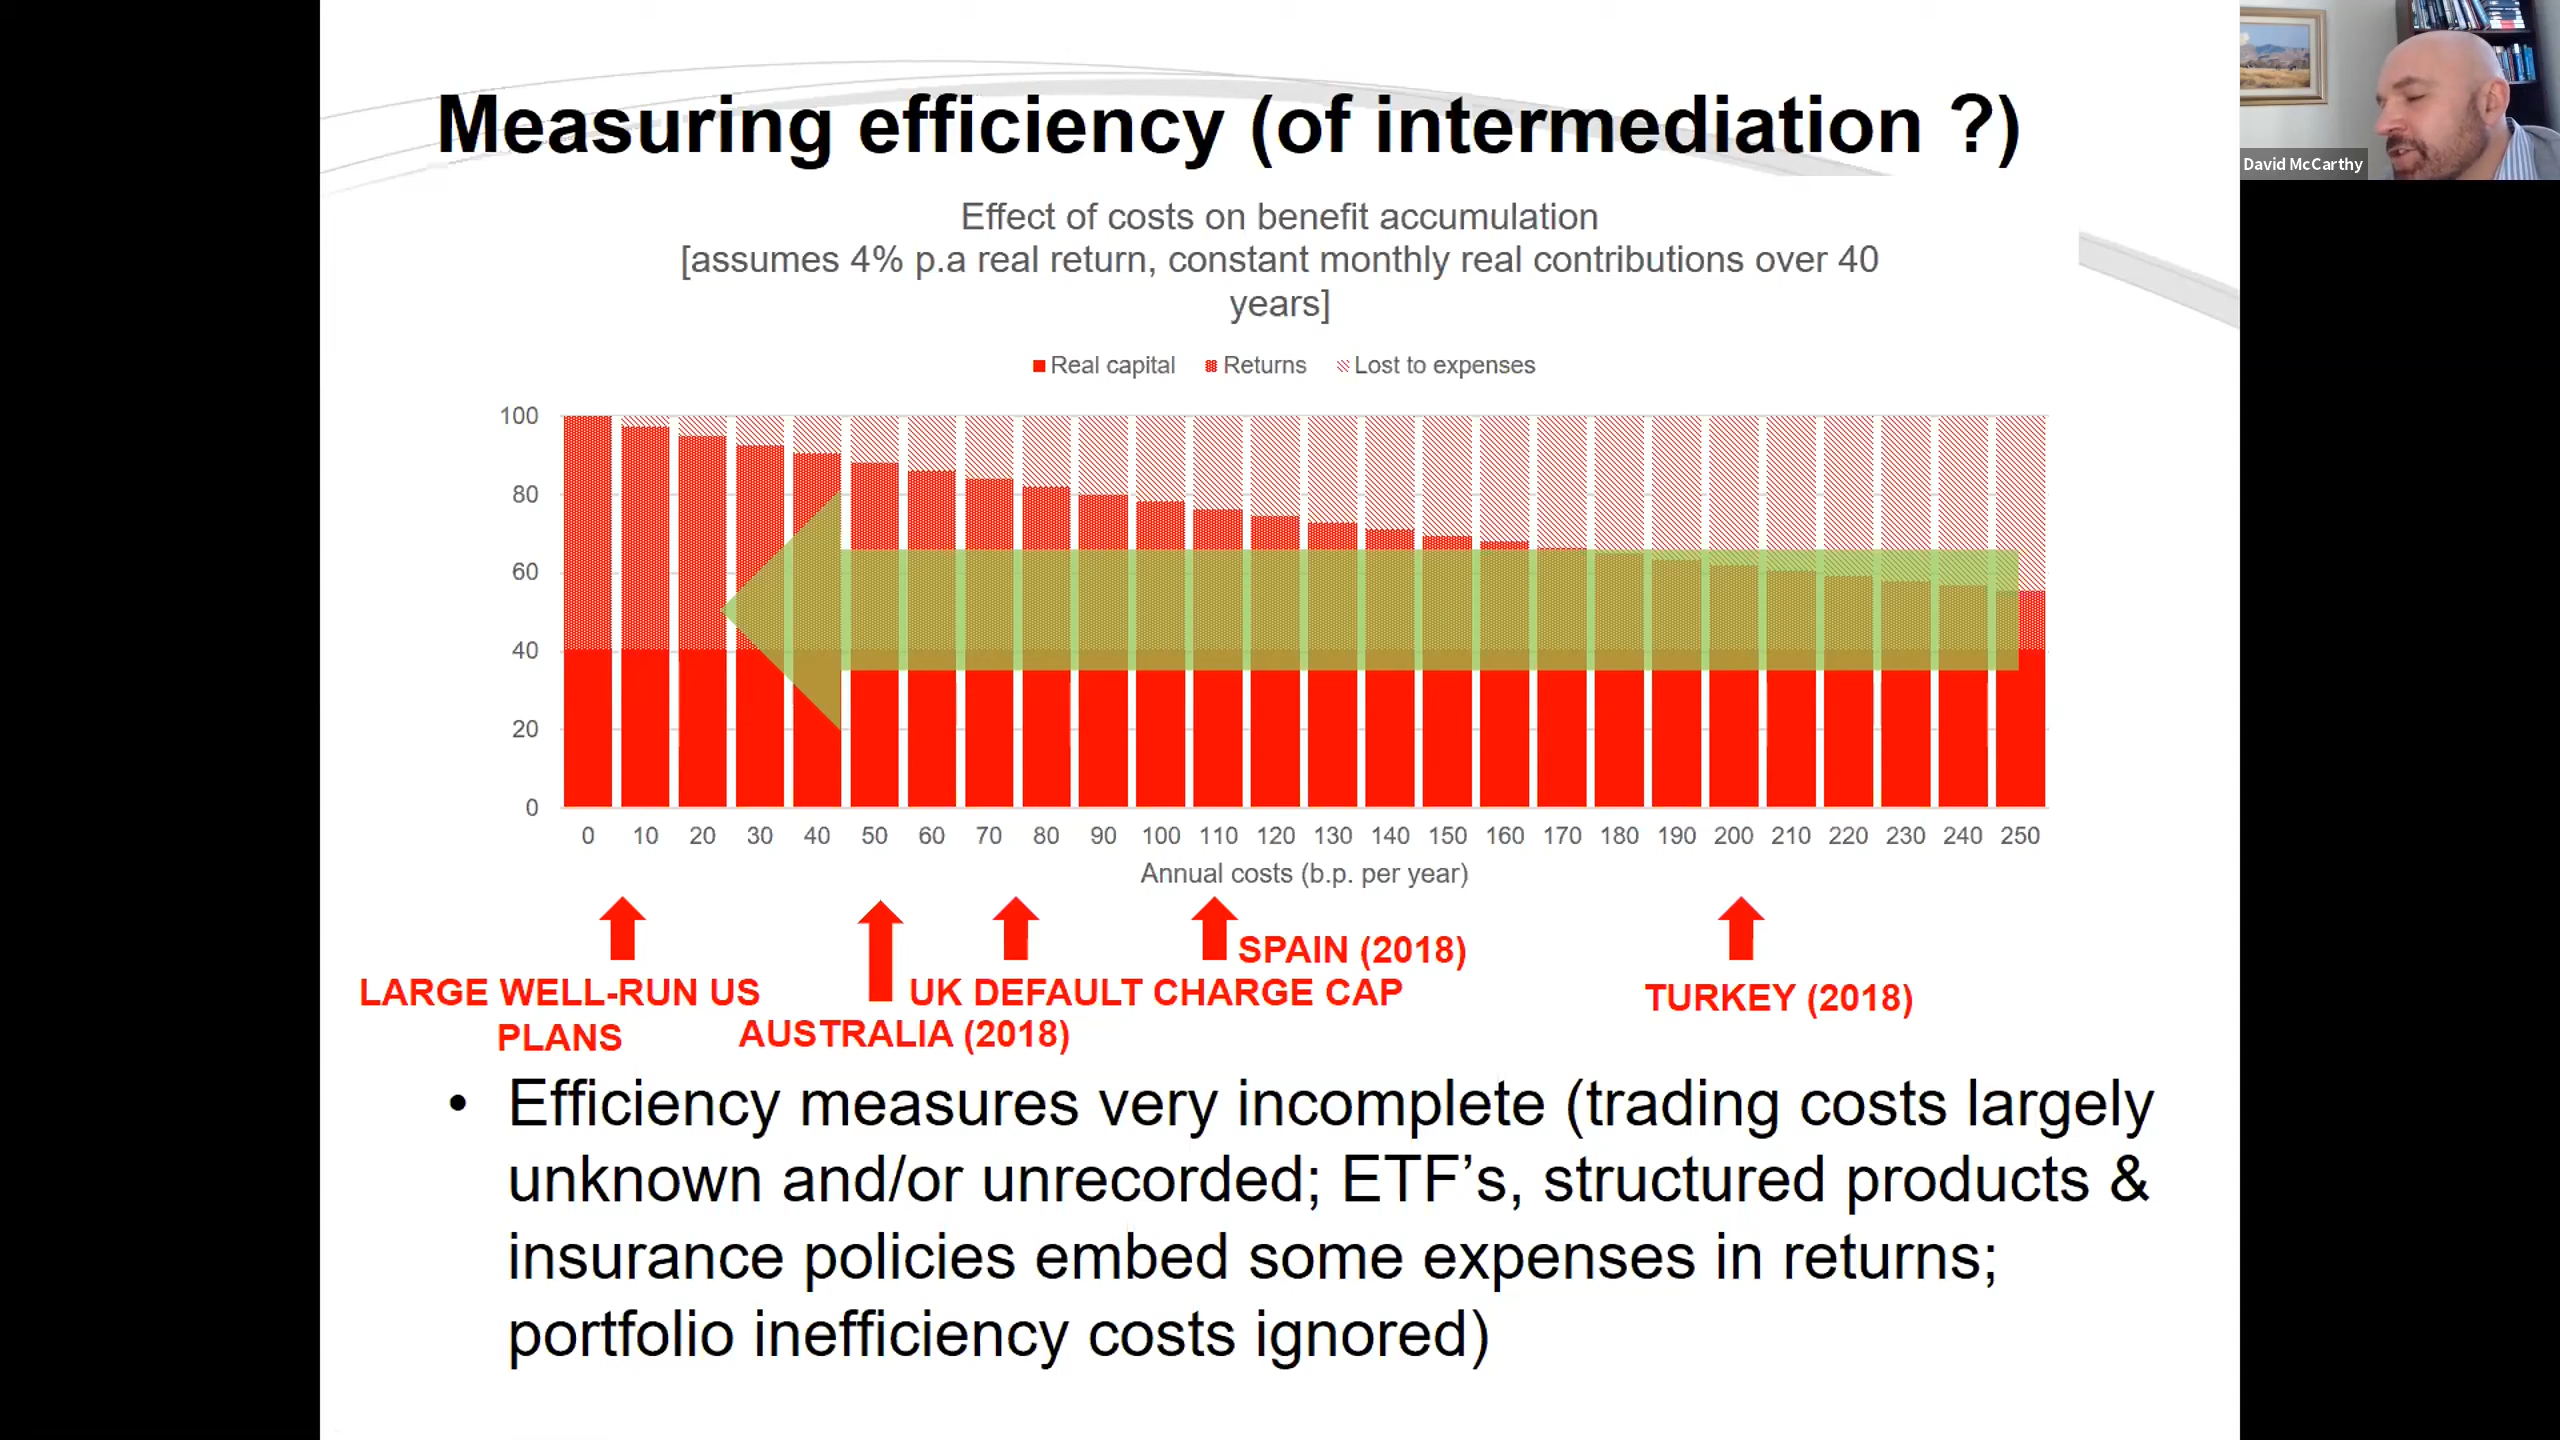 Measuring efficiency (of intermediation ?)
David McCarthy
Effect of costs on benefit accumulation
[assumes 4% p.a real return, constant monthly real contributions over 40
years]
Real capital Returns Lost to expenses
100
80
60
40
20
0
0 10 20 30 40 50 60 70 80 90 100 110 120 130 140 150 160 170 180 190 200 210 220 230 240 250
Annual costs (b.p. per year)
SPAIN (2018)
LARGE WELL-RUN US
PLANS
UK DEFAULT CHARGE CAP
TURKEY (2018)
AUSTRALIA (2018)
• Efficiency measures very incomplete (trading costs largely
unknown and/or unrecorded; ETF’s, structured products &
insurance policies embed some expenses in returns;
portfolio inefficiency costs ignored)